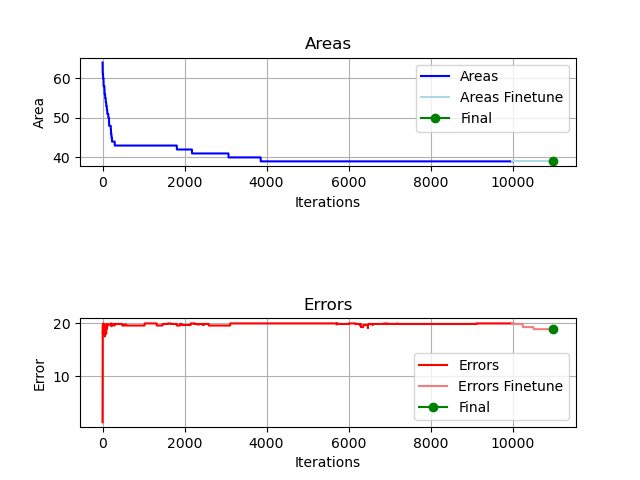 Areas
Area
60
50
40
Areas
Areas Finetune
Final
0 2000 4000 6000 8000 10000
Iterations
Errors
Error
20
10
Errors
Errors Finetune
Final
0 2000 4000 6000 8000 10000
Iterations